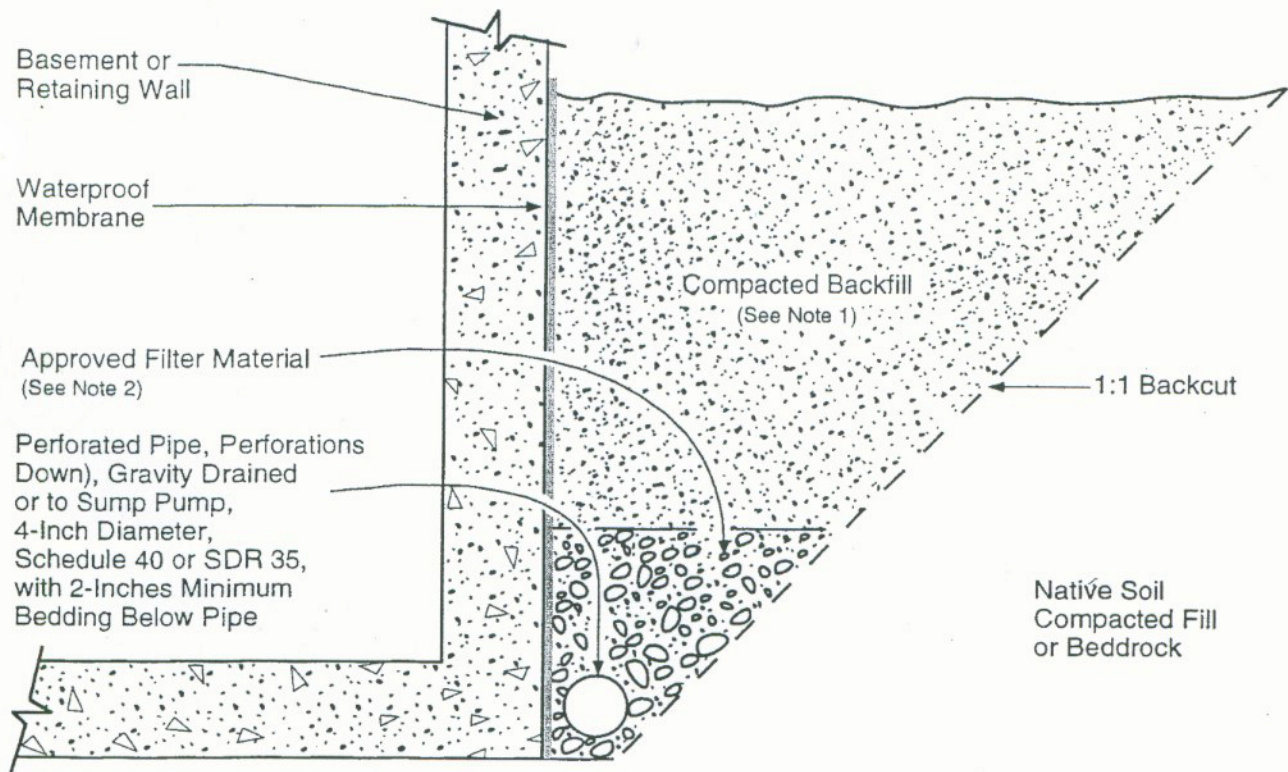 Basement or
Retaining Wall
Waterproof
Membrane
Compacted Backfill
(See Note 1)
Approved Filter Material
(See Note 2)
1:1 Backcut
Perforated Pipe, Perforations
Down), Gravity Drained
or to Sump Pump,
4-Inch Diameter,
Schedule 40 or SDR 35,
with 2-Inches Minimum
Bedding Below Pipe
Native Soil
Compacted Fill
or Beddrock